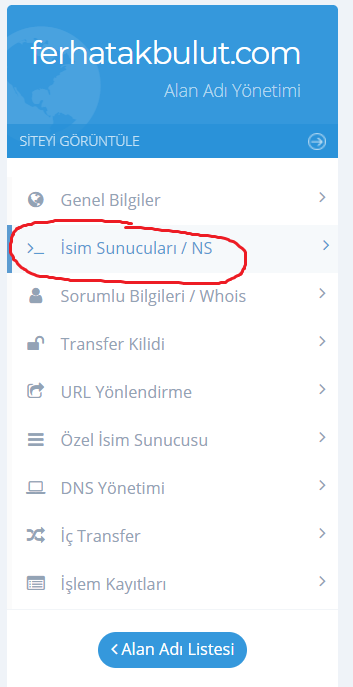 ferhatakbulut.com
Alan Adı Yönetimi
SİTEYİ GÖRÜNTÜLE
Genel Bilgiler
İsim Sunucuları / NS
Sorumlu Bilgileri / Whois
Transfer Kilidi
URL Yönlendirme
Özel İsim Sunucusu
DNS Yönetimi
İç Transfer
İşlem Kayıtları
Alan Adı Listesi